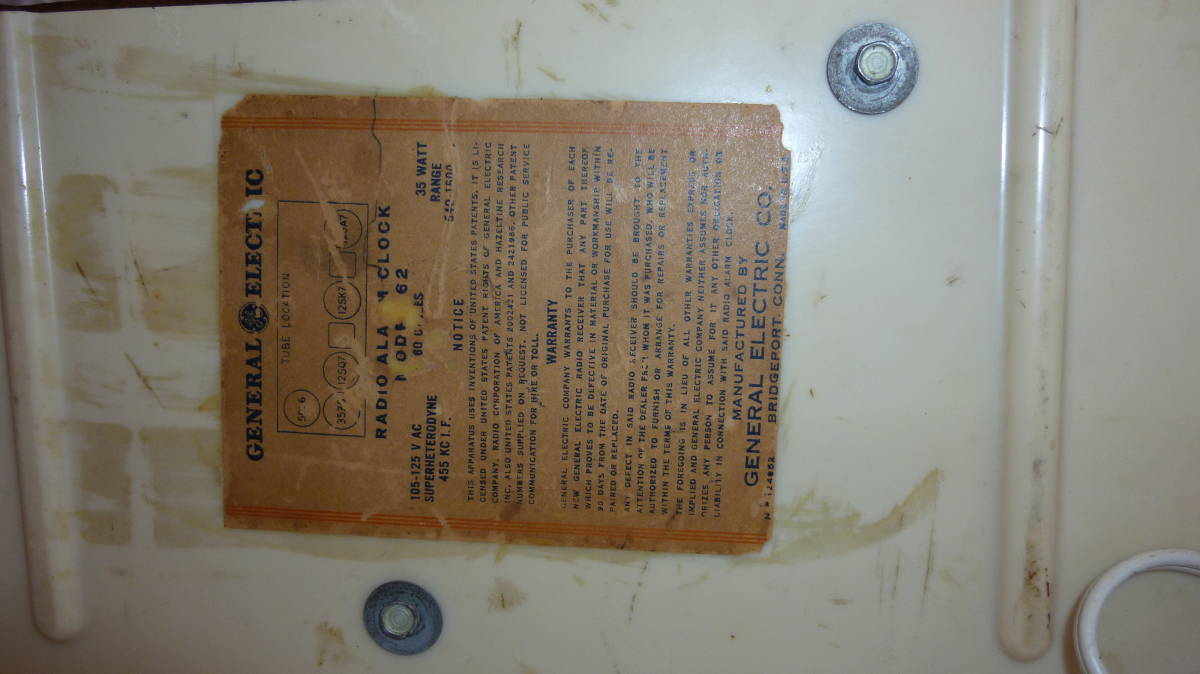 GENERAL ELECTRIC
TUBE LOCATION
12SQ7
12SK7
RADIO ALARM CLOCK
62
105-125 V AC 35 WATT
SUPERHETERODYNE RANGE
455 KC I.F.
NOTICE
THIS APPARATUS USES INVENTIONS OF UNITED STATES PATENTS. IT IS LI-
CENSED UNDER UNITED STATES PATENT RIGHTS OF GENERAL ELECTRIC
COMPANY, RADIO CORPORATION OF AMERICA AND HAZELTINE RESEARCH
INC. ALSO UNITED STATES PATENTS 2002421 AND 2421986. OTHER PATENT
NUMBERS SUPPLIED ON REQUEST. NOT LICENSED FOR PUBLIC SERVICE
COMMUNICATION FOR HIRE OR TOLL.
WARRANTY
GENERAL ELECTRIC COMPANY WARRANTS TO THE PURCHASER OF EACH
NEW GENERAL ELECTRIC RADIO RECEIVER THAT ANY PART THEREOF
WHICH PROVES TO BE DEFECTIVE IN MATERIAL OR WORKMANSHIP WITHIN
90 DAYS FROM THE DATE OF ORIGINAL PURCHASE FOR USE WILL BE RE-
PAIRED OR REPLACED.
ANY DEFECT IN SAID RADIO RECEIVER SHOULD BE BROUGHT TO THE
ATTENTION OF THE DEALER FROM WHOM IT WAS PURCHASED, WHO WILL BE
AUTHORIZED TO FURNISH OR ARRANGE FOR REPAIRS OR REPLACEMENT
WITHIN THE TERMS OF THIS WARRANTY.
THE FOREGOING IS IN LIEU OF ALL OTHER WARRANTIES EXPRESS OR
IMPLIED AND GENERAL ELECTRIC COMPANY NEITHER ASSUMES NOR AUTH-
ORIZES ANY PERSON TO ASSUME FOR IT ANY OTHER OBLIGATION OR
LIABILITY IN CONNECTION WITH SAID RADIO ALARM CLOCK.
MANUFACTURED BY
GENERAL ELECTRIC CO.
BRIDGEPORT, CONN.
MADE IN U.S.A.